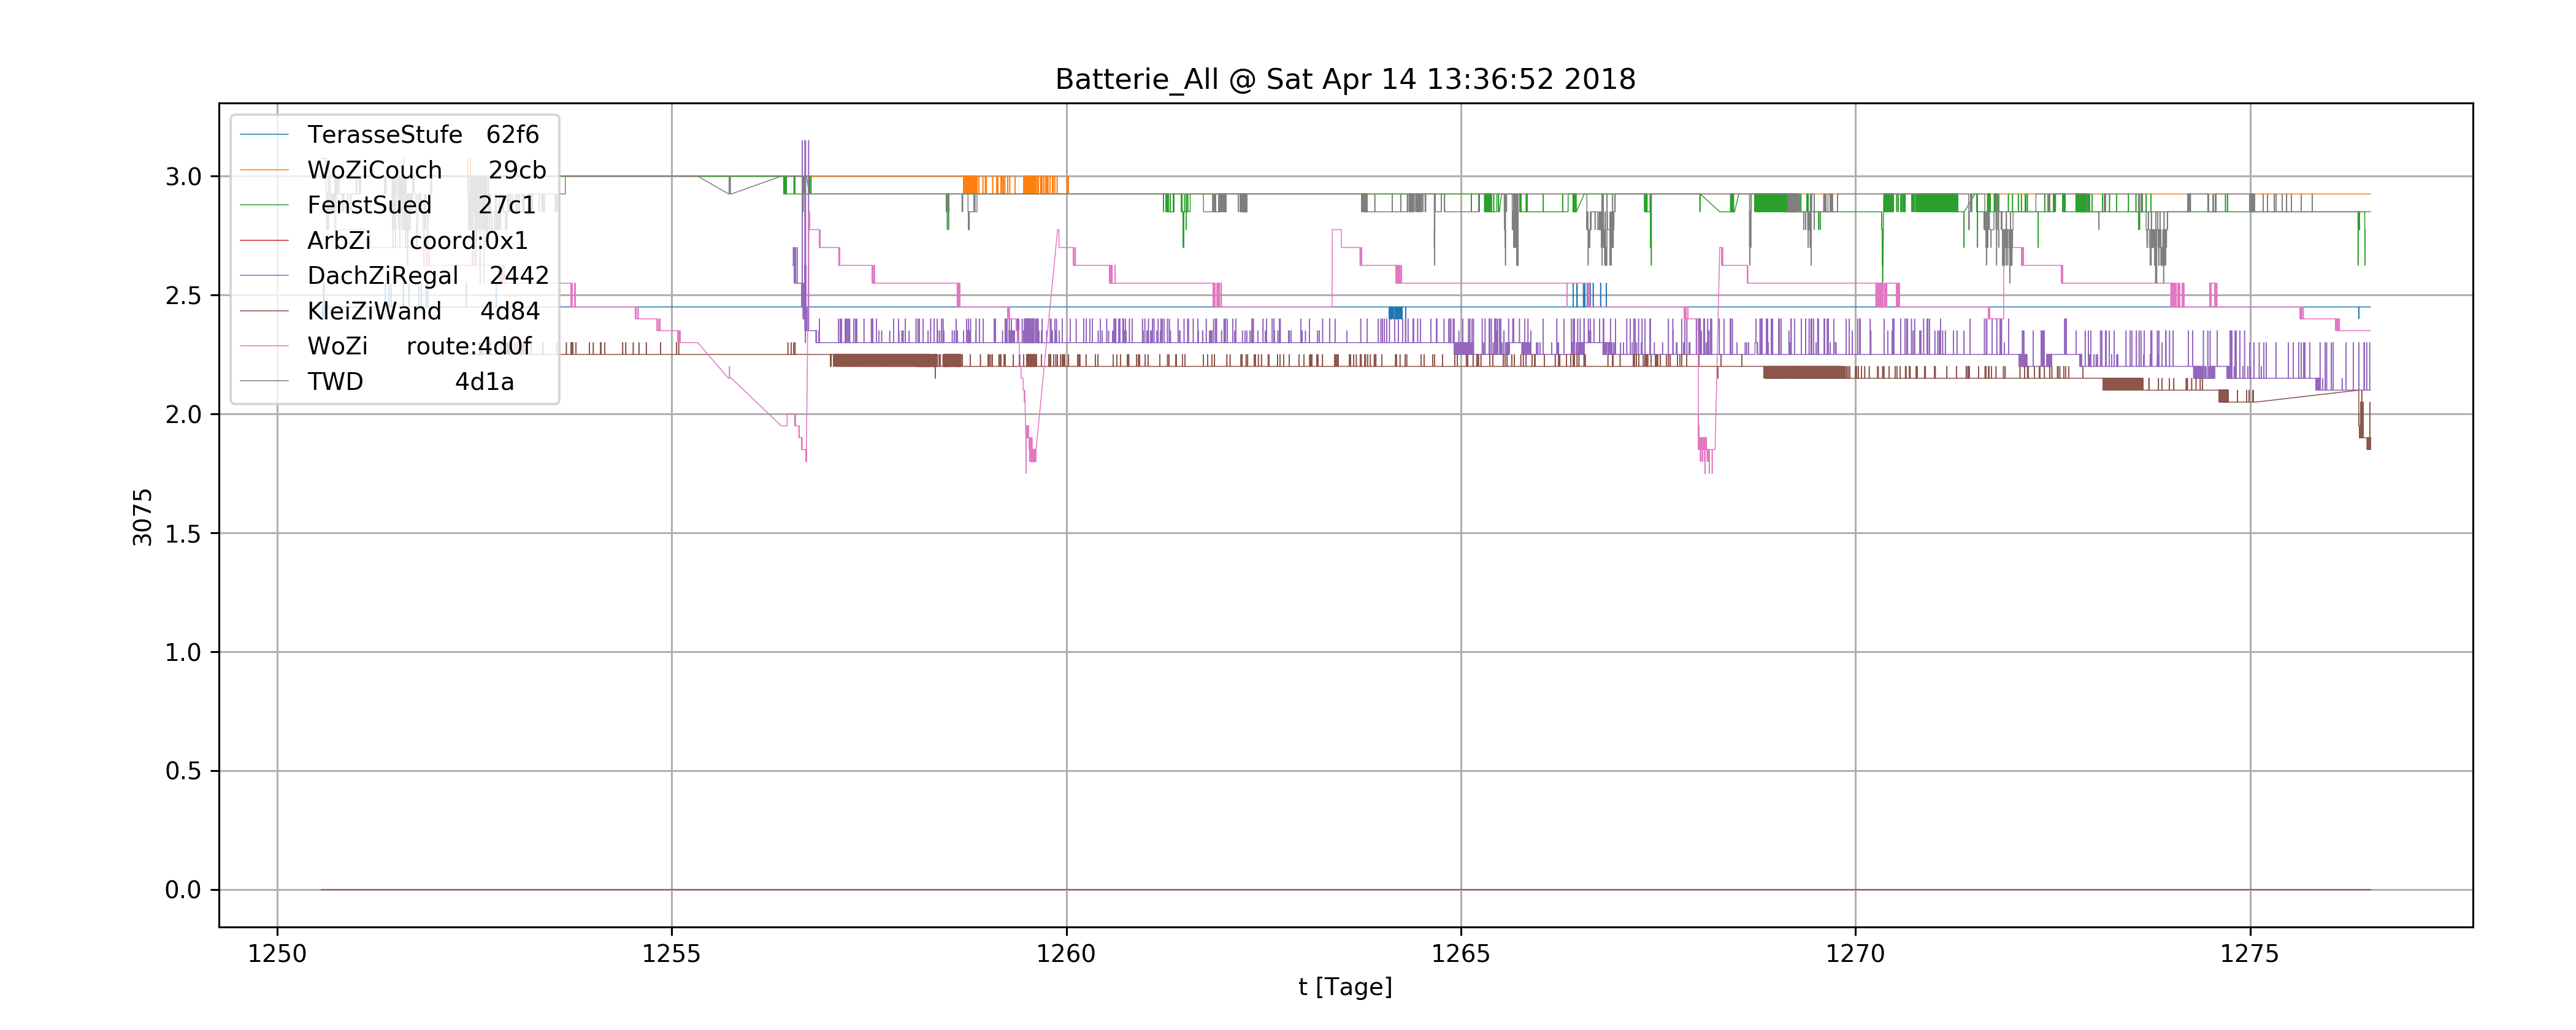 Batterie_All @ Sat Apr 14 13:36:52 2018
TerasseStufe 62f6
WoZiCouch 29cb
FenstSued 27c1
ArbZi coord:0x1
DachZiRegal 2442
KleiZiWand 4d84
WoZi route:4d0f
TWD 4d1a
3.0
2.5
2.0
1.5
1.0
0.5
0.0
3075
1250 1255 1260 1265 1270 1275
t [Tage]